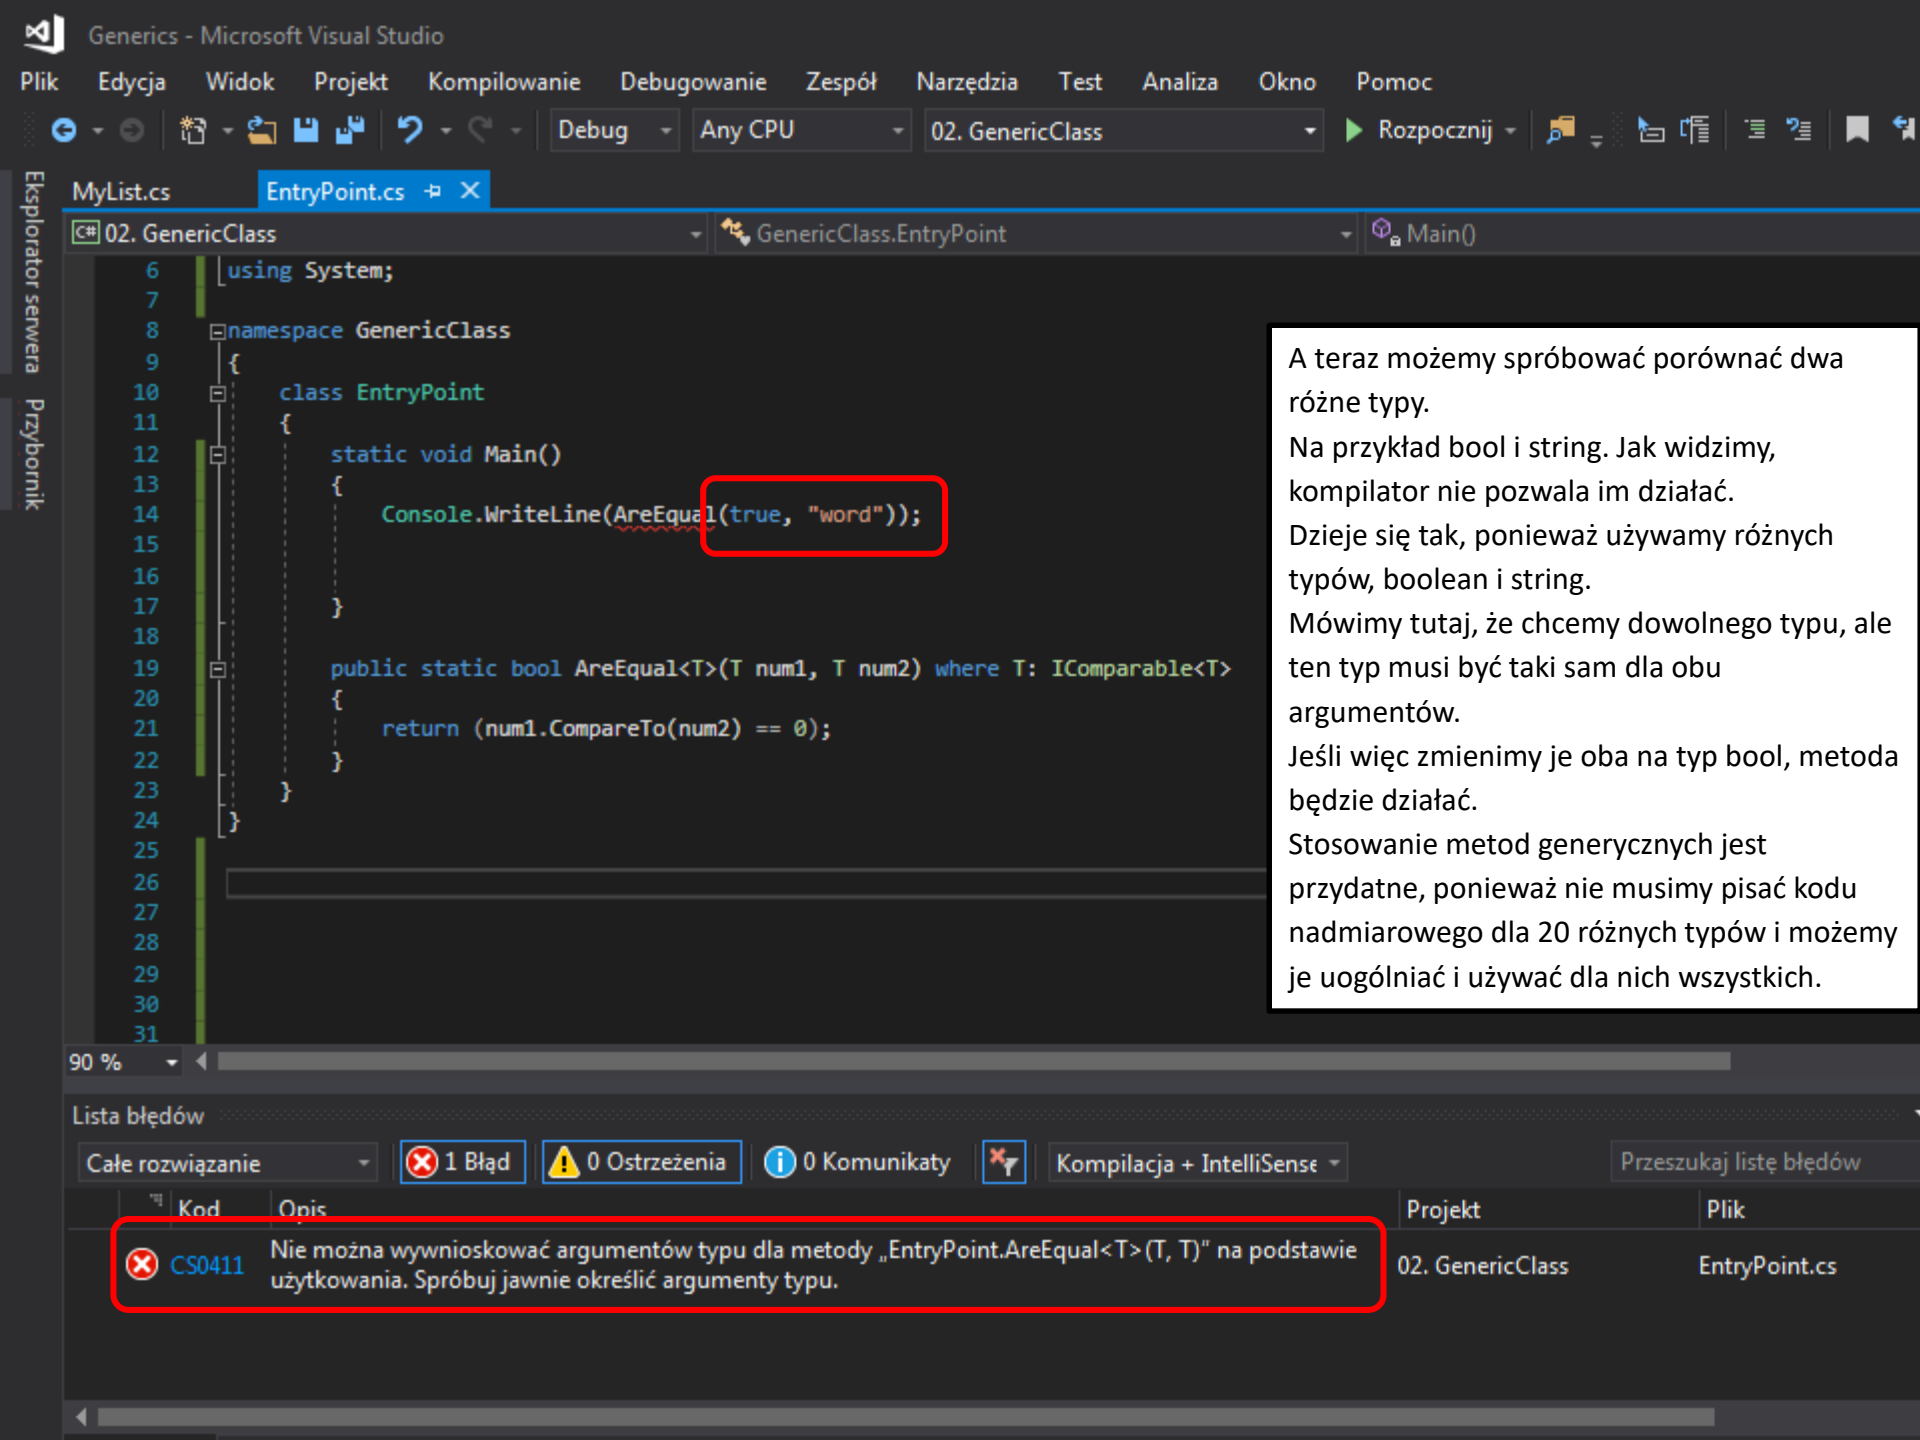 Generics - Microsoft Visual Studio
Plik Edycja Widok Projekt Kompilowanie Debugowanie Zespół Narzędzia Test Analiza Okno Pomoc
Debug Any CPU 02. GenericClass Rozpocznij
Eksplorator serwera
Przybornik
MyList.cs EntryPoint.cs
C# 02. GenericClass GenericClass.EntryPoint Main()
6 using System;
7
8 namespace GenericClass
9 {
10 class EntryPoint
11 {
12 static void Main()
13 {
14 Console.WriteLine(AreEqual(true, "word"));
15
16
17 }
18
19 public static bool AreEqual<T>(T num1, T num2) where T: IComparable<T>
20 {
21 return (num1.CompareTo(num2) == 0);
22 }
23 }
24 }
25
26
27
28
29
30
31
A teraz możemy spróbować porównać dwa
różne typy.
Na przykład bool i string. Jak widzimy,
kompilator nie pozwala im działać.
Dzieje się tak, ponieważ używamy różnych
typów, boolean i string.
Mówimy tutaj, że chcemy dowolnego typu, ale
ten typ musi być taki sam dla obu
argumentów.
Jeśli więc zmienimy je oba na typ bool, metoda
będzie działać.
Stosowanie metod generycznych jest
przydatne, ponieważ nie musimy pisać kodu
nadmiarowego dla 20 różnych typów i możemy
je uogólniać i używać dla nich wszystkich.
90 %
Lista błędów
Całe rozwiązanie 1 Błąd 0 Ostrzeżenia 0 Komunikaty Kompilacja + IntelliSense Przeszukaj listę błędów
Kod Opis Projekt Plik
CS0411 Nie można wywnioskować argumentów typu dla metody „EntryPoint.AreEqual<T>(T, T)" na podstawie
użytkowania. Spróbuj jawnie określić argumenty typu.
02. GenericClass EntryPoint.cs